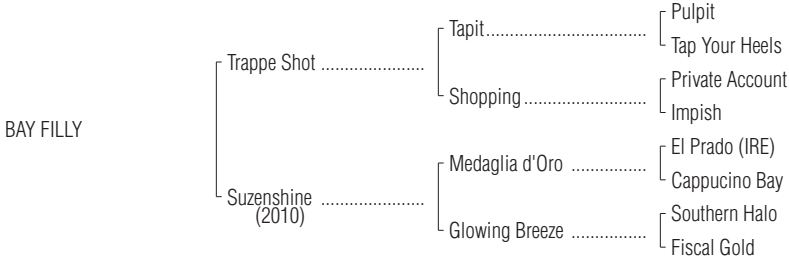 Pulpit
Tapit
Tap Your Heels
Trappe Shot
Private Account
Shopping
Impish
BAY FILLY
El Prado (IRE)
Medaglia d'Oro
Cappucino Bay
Suzenshine
(2010)
Southern Halo
Glowing Breeze
Fiscal Gold